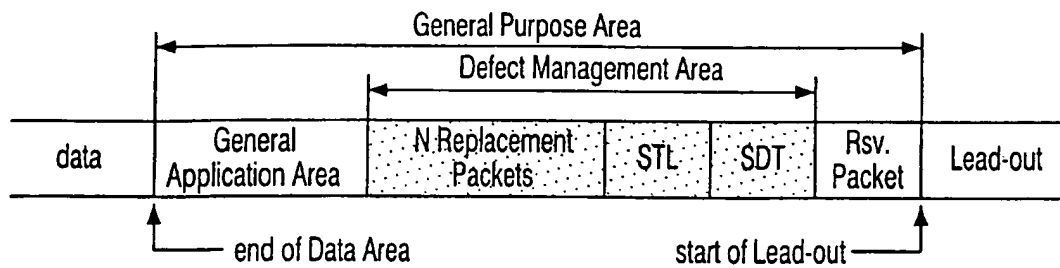 General Purpose Area
Defect Management Area
data
General
Application Area
N Replacement
Packets
STL
SDT
Rsv.
Packet
Lead-out
end of Data Area
start of Lead-out